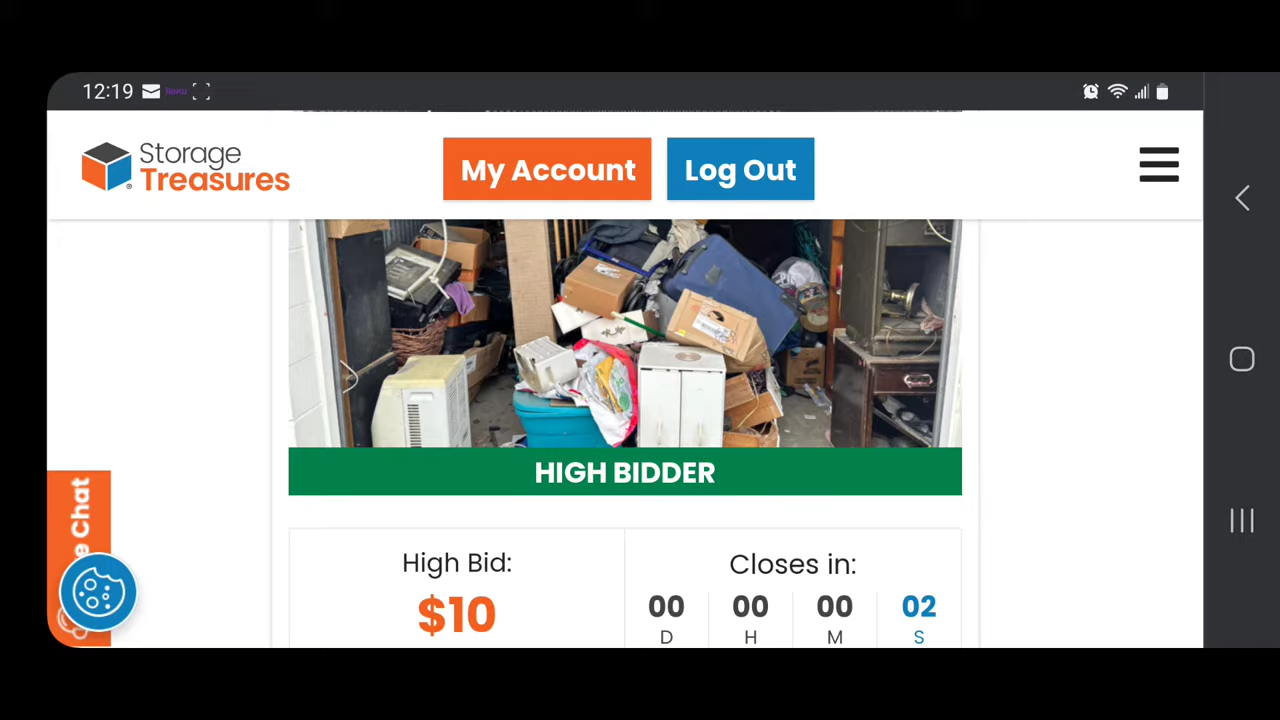 12:19
Storage
Treasures
My Account
Log Out
HIGH BIDDER
High Bid:
$10
Closes in:
00 00 00 02
D H M S
Chat